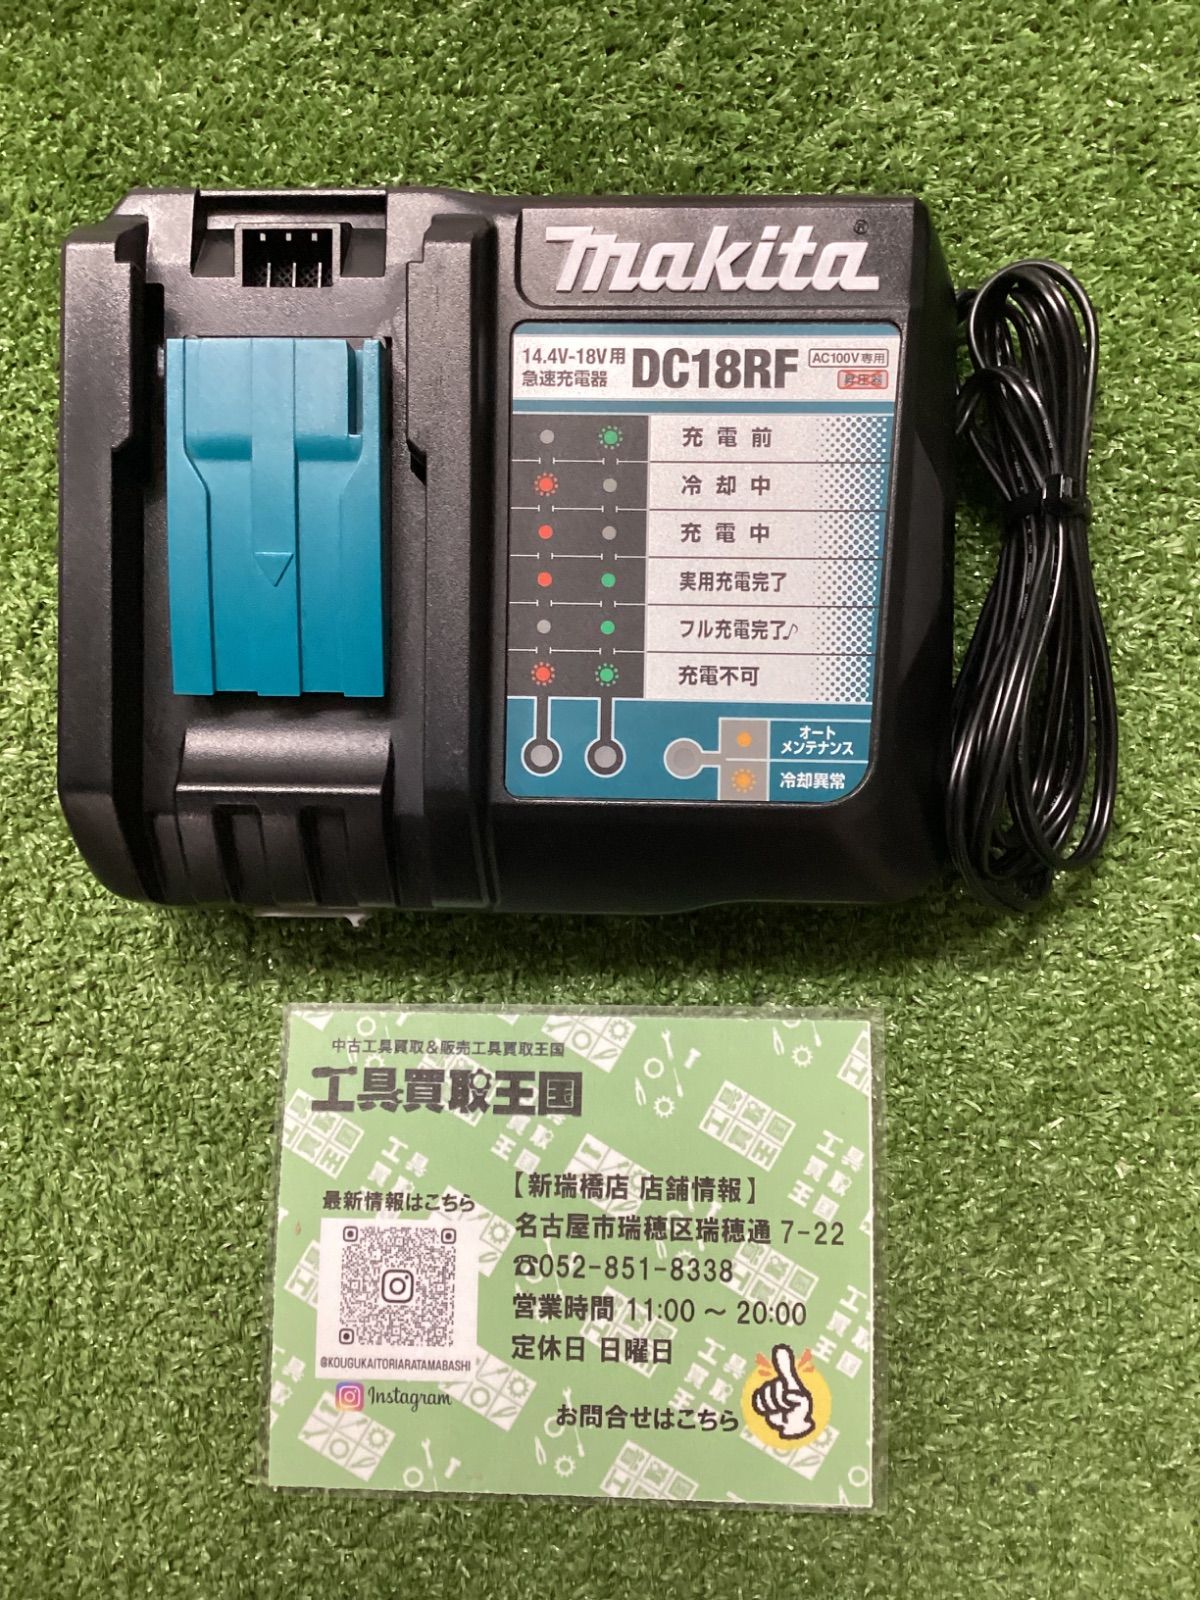 makita®
14.4V-18V用
急速充電器
DC18RF
AC100V専用
昇圧器
充電前
冷却中
充電中
実用充電完了
フル充電完了♪
充電不可
オート
メンテナンス
冷却異常
中古工具買取&販売工具買取王国
工具買取王国
最新情報はこちら
@KOUGUKAITORIARATAMABASHI
Instagram
【新瑞橋店 店舗情報】
名古屋市瑞穂区瑞穂通 7-22
☎052-851-8338
営業時間 11:00 ～ 20:00
定休日 日曜日
お問合せはこちら